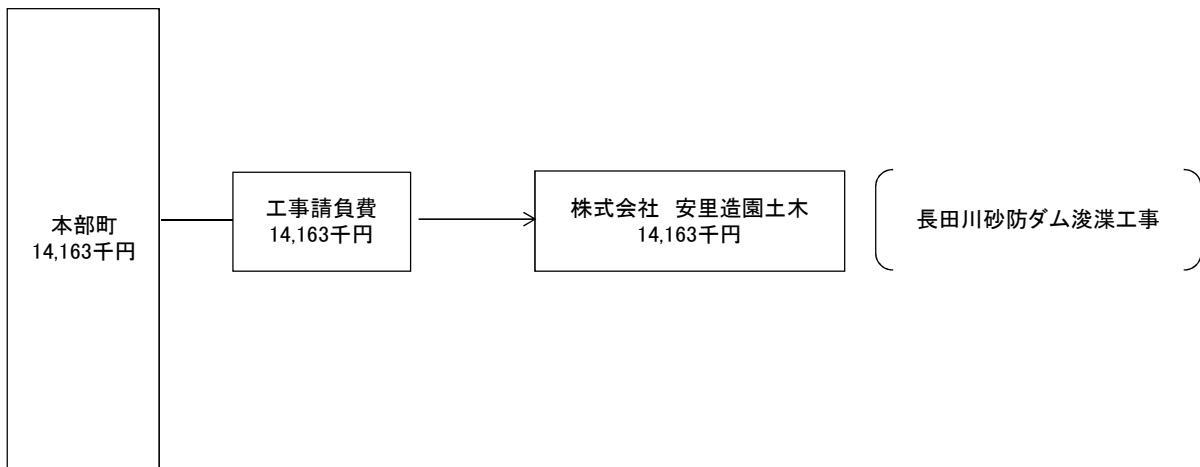 本部町
14,163千円
工事請負費
14,163千円
株式会社　安里造園土木
14,163千円
長田川砂防ダム浚渫工事